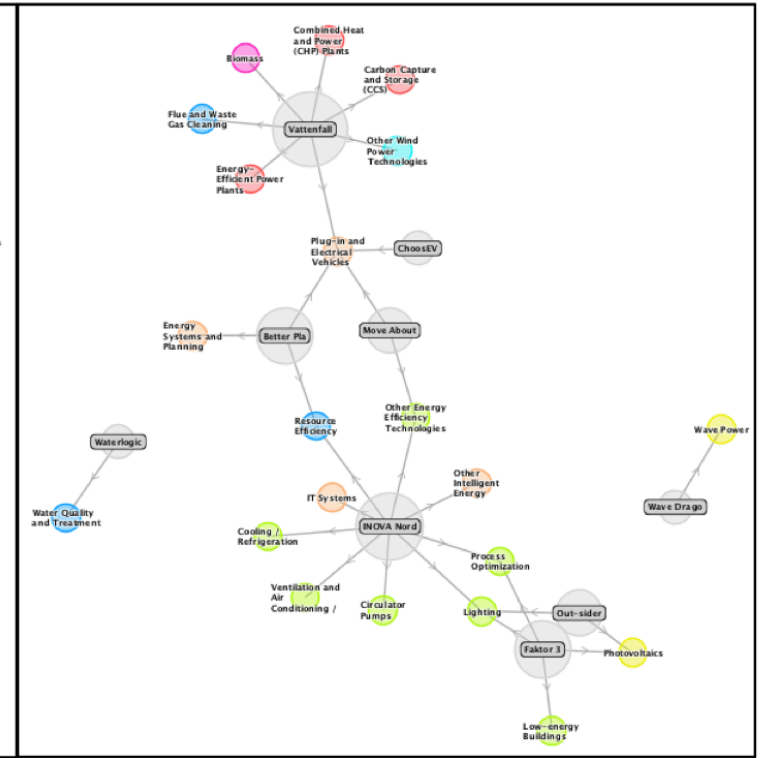 Combined Heat
and Power
(CHP) Plants
Biomass
Carbon Capture
and Storage
(CCS)
Flue and Waste
Gas Cleaning
Vattenfall
Other Wind
Power
Technologies
Energy-
Efficient Power
Plants
Plug-in and
Electrical
Vehicles
ChoosEV
Energy
Systems and
Planning
Better Pla
Move About
Resource
Efficiency
Other Energy
Efficiency
Technologies
Waterlogic
Wave Power
Water Quality
and Treatment
IT Systems
Other
Intelligent
Energy
Wave Drago
INOVA Nord
Cooling /
Refrigeration
Process
Optimization
Ventilation and
Air
Conditioning /
Circulator
Pumps
Lighting
Out-sider
Faktor 3
Photovoltaics
Low-energy
Buildings